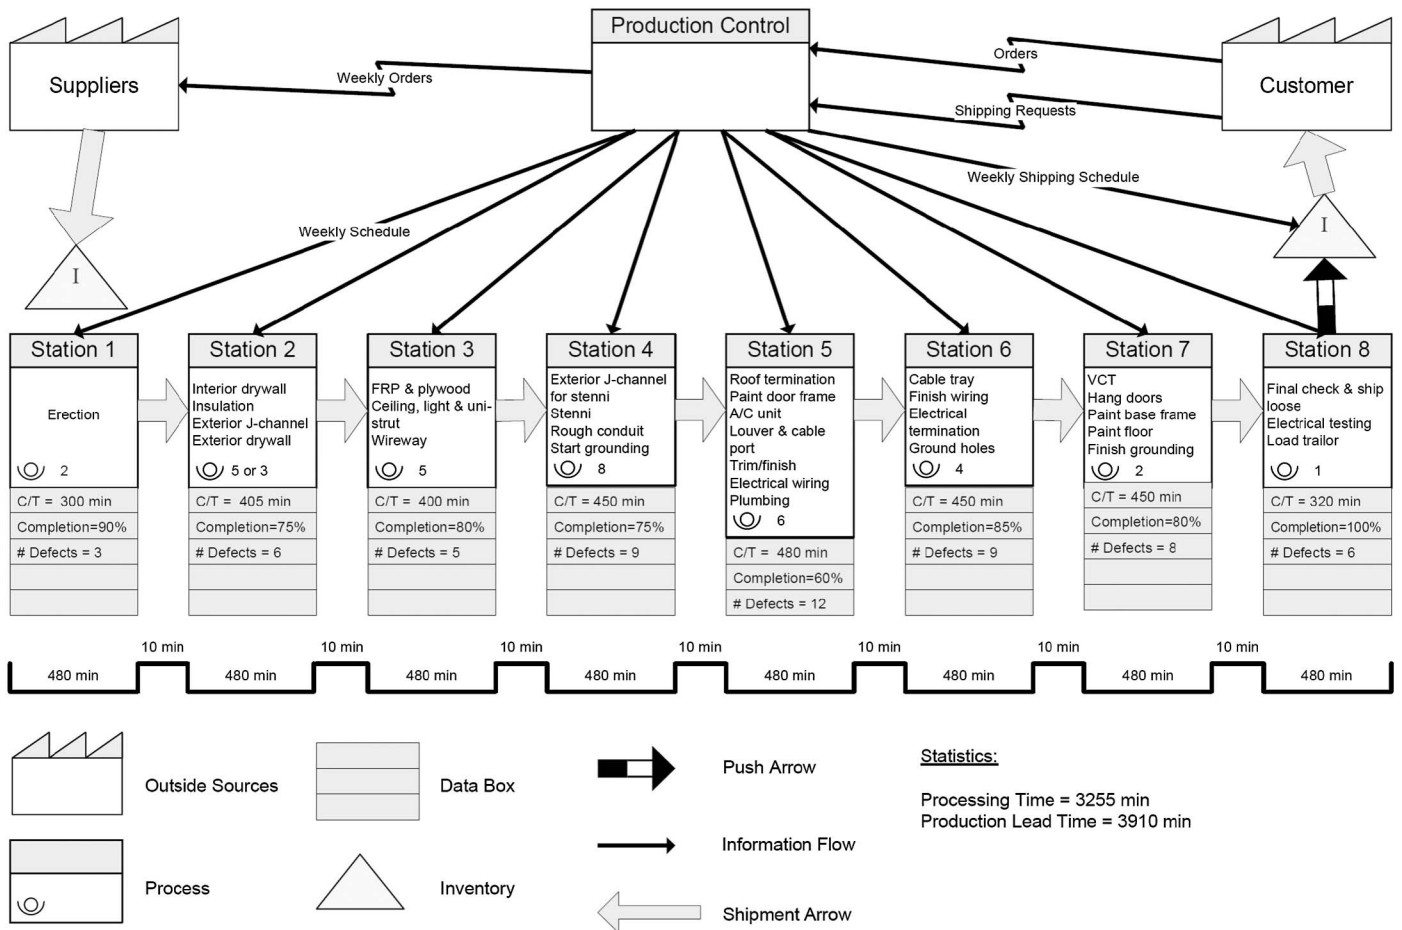 Production Control
Suppliers
Weekly Orders
Orders
Customer
Shipping Requests
Weekly Shipping Schedule
Weekly Schedule
I
I
Station 1
Erection
2
C/T = 300 min
Completion=90%
# Defects = 3
Station 2
Interior drywall
Insulation
Exterior J-channel
Exterior drywall
5 or 3
C/T = 405 min
Completion=75%
# Defects = 6
Station 3
FRP & plywood
Ceiling, light & uni-
strut
Wireway
5
C/T = 400 min
Completion=80%
# Defects = 5
Station 4
Exterior J-channel
for stenni
Stenni
Rough conduit
Start grounding
8
C/T = 450 min
Completion=75%
# Defects = 9
Station 5
Roof termination
Paint door frame
A/C unit
Louver & cable
port
Trim/finish
Electrical wiring
Plumbing
6
C/T = 480 min
Completion=60%
# Defects = 12
Station 6
Cable tray
Finish wiring
Electrical
termination
Ground holes
4
C/T = 450 min
Completion=85%
# Defects = 9
Station 7
VCT
Hang doors
Paint base frame
Paint floor
Finish grounding
2
C/T = 450 min
Completion=80%
# Defects = 8
Station 8
Final check & ship
loose
Electrical testing
Load trailor
1
C/T = 320 min
Completion=100%
# Defects = 6
10 min
10 min
10 min
10 min
10 min
10 min
10 min
480 min
480 min
480 min
480 min
480 min
480 min
480 min
480 min
Outside Sources
Data Box
Push Arrow
Process
Inventory
Information Flow
Shipment Arrow
Statistics:
Processing Time = 3255 min
Production Lead Time = 3910 min